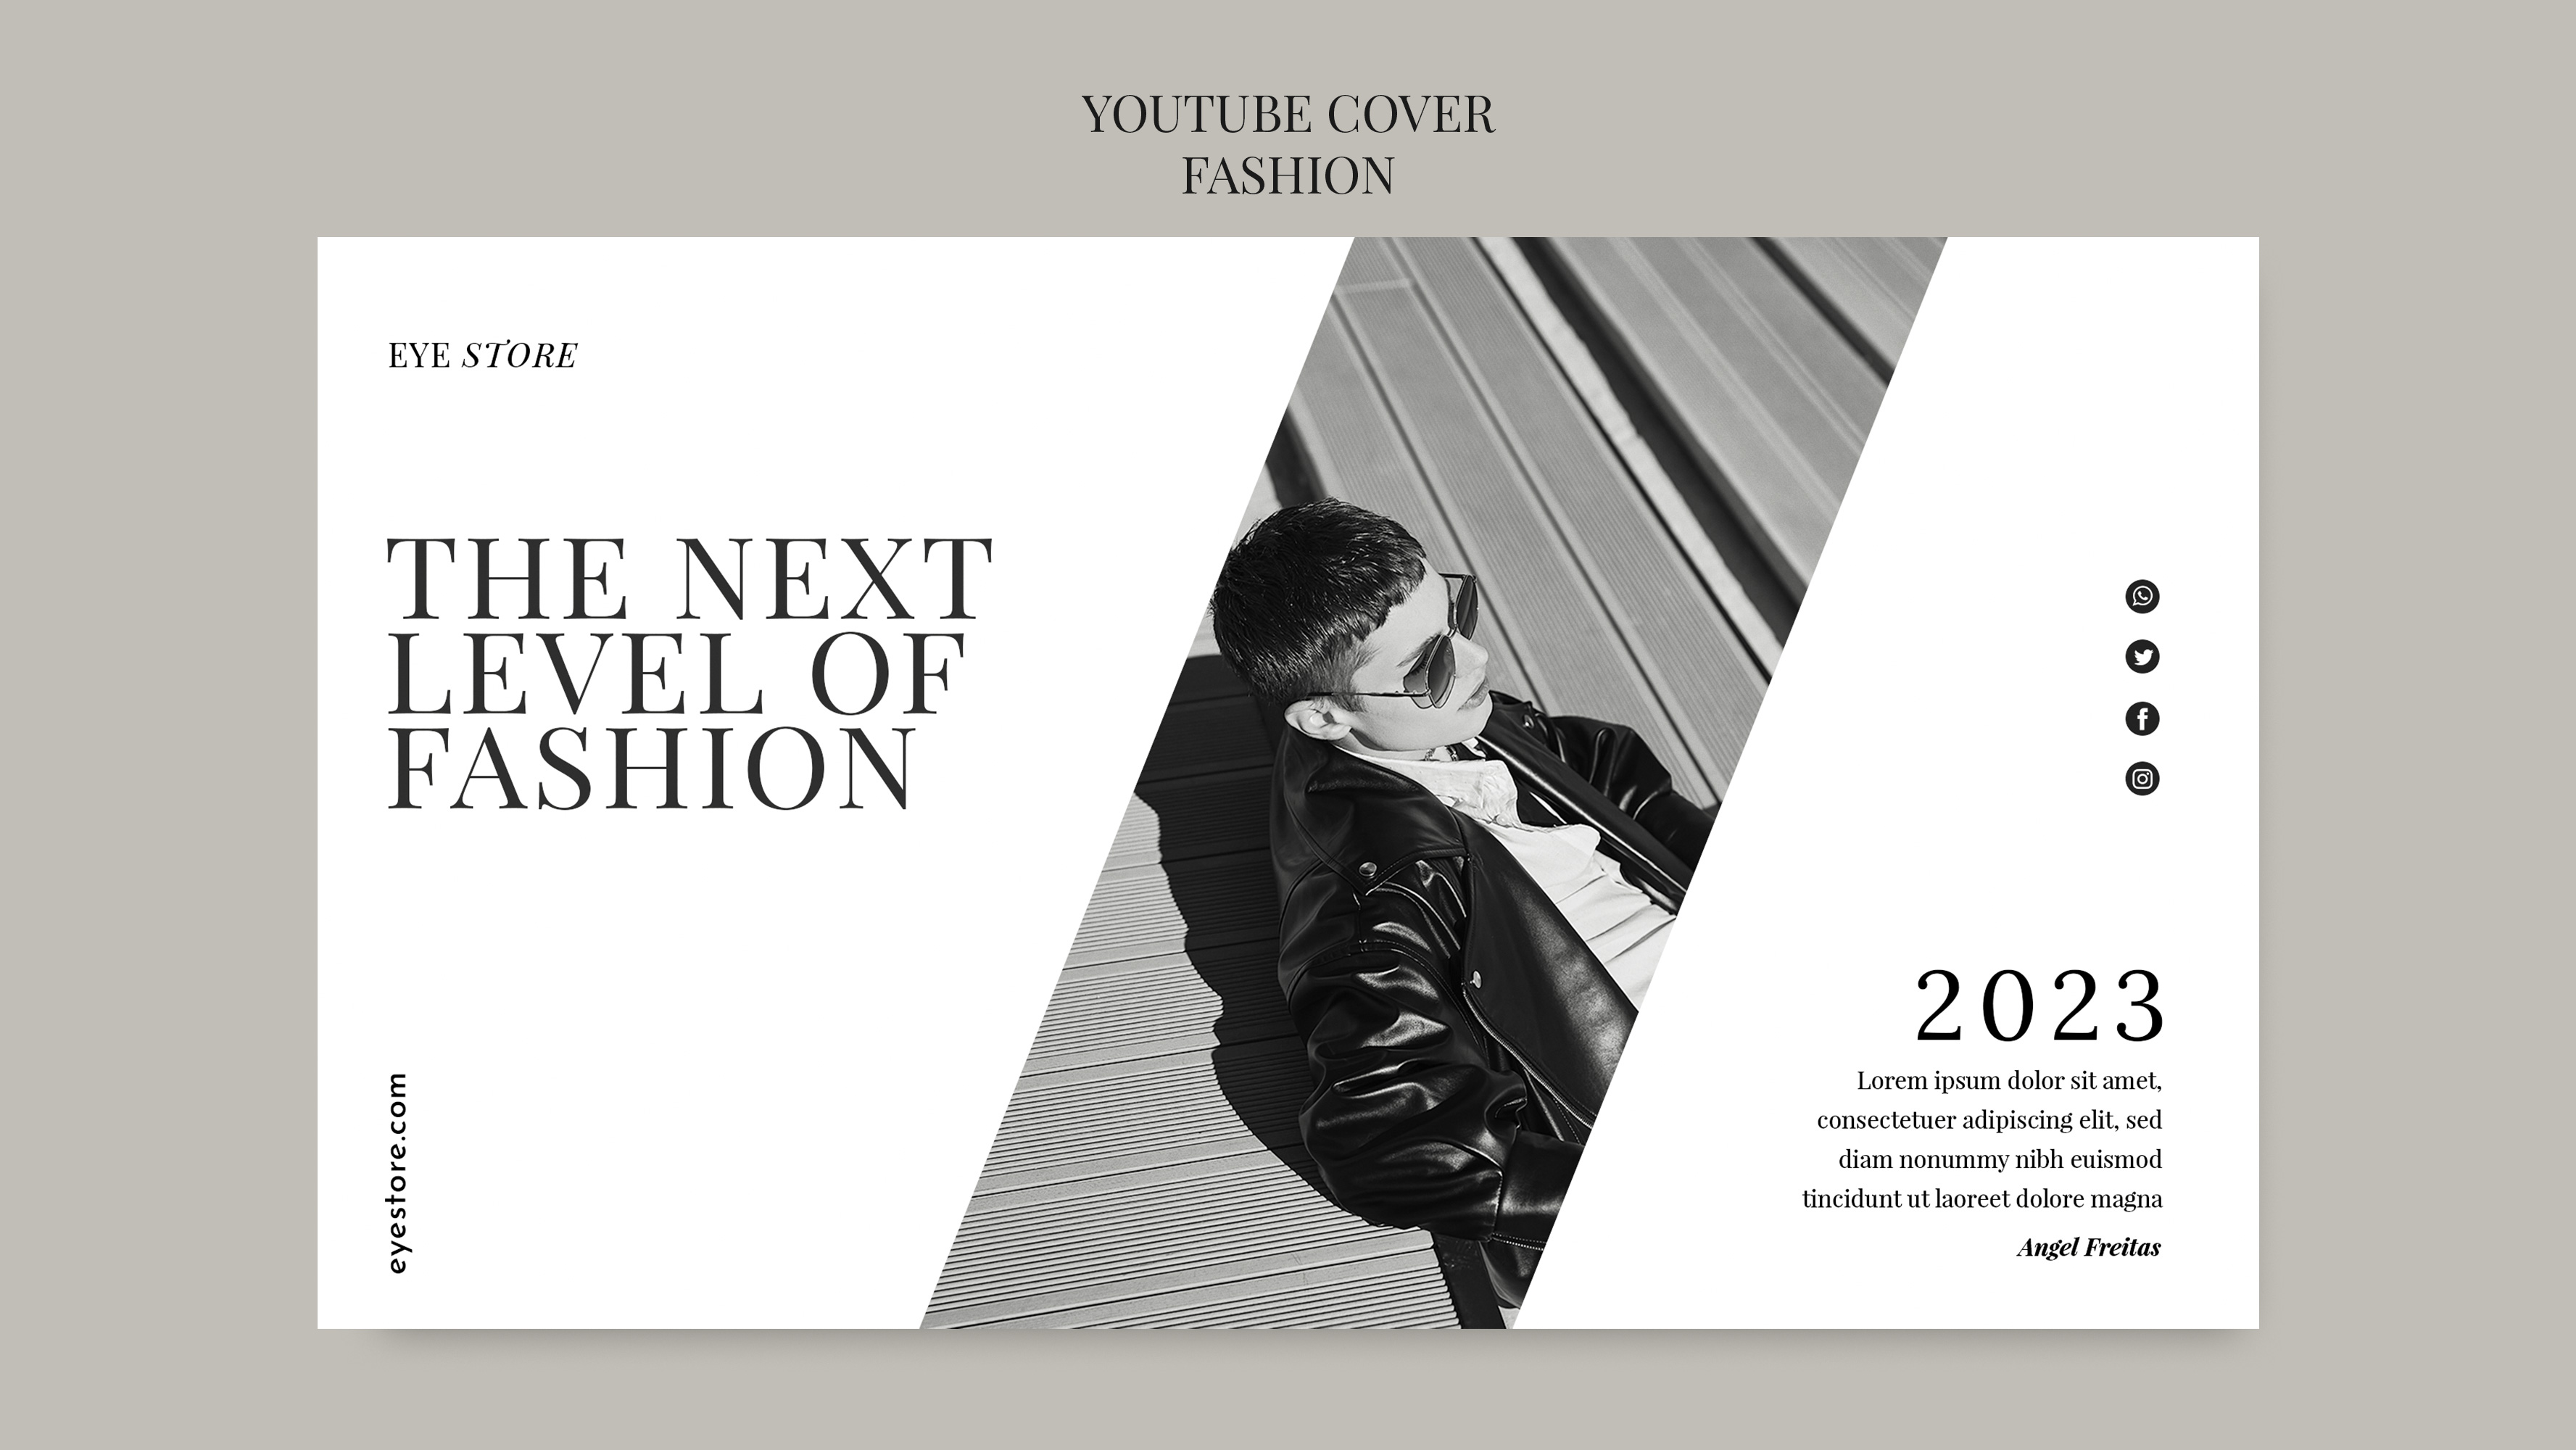 YOUTUBE COVER
FASHION
EYE STORE
THE NEXT
LEVEL OF
FASHION
eyestore.com
2023
Lorem ipsum dolor sit amet,
consectetuer adipiscing elit, sed
diam nonummy nibh euismod
tincidunt ut laoreet dolore magna
Angel Freitas